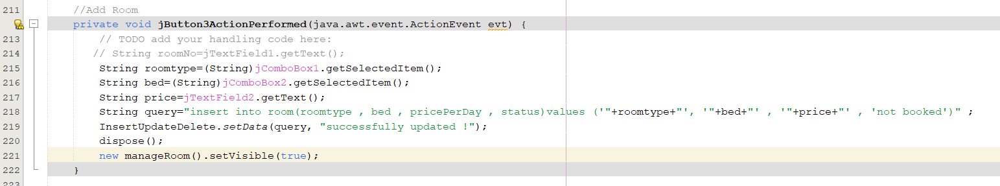 211 //Add Room
private void jButton3ActionPerformed(java.awt.event.ActionEvent evt) {
213 // TODO add your handling code here:
214 // String roomNo=jTextField1.getText();
215 String roomtype=(String)jComboBox1.getSelectedItem();
216 String bed=(String)jComboBox2.getSelectedItem();
217 String price=jTextField2.getText();
218 String query="insert into room(roomtype , bed , pricePerDay , status)values ('"+roomtype+"', '"+bed+"' , '"+price+"' , 'not booked')" ;
219 InsertUpdateDelete.setData(query, "successfully updated !");
220 dispose();
221 new manageRoom().setVisible(true);
222 }
223